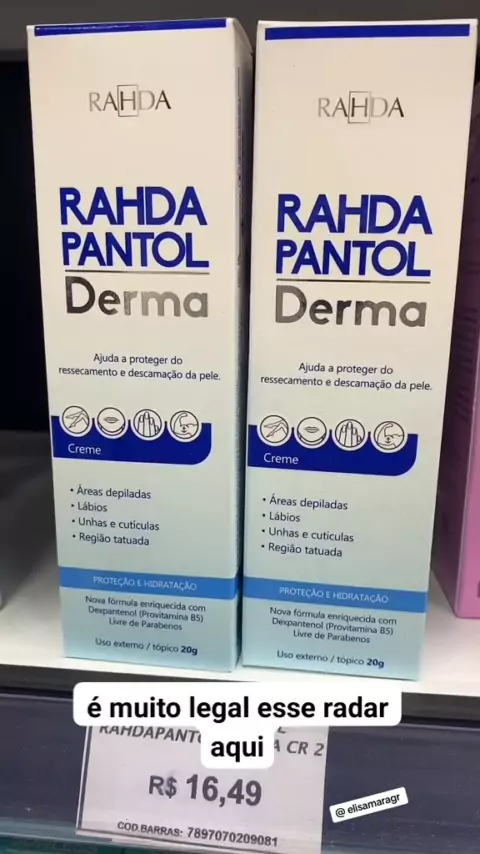 RAHDA
RAHDA
PANTOL
Derma
Ajuda a proteger do
ressecamento e descamação da pele.
Creme
• Áreas depiladas
• Lábios
• Unhas e cutículas
• Região tatuada
PROTEÇÃO E HIDRATAÇÃO
Nova fórmula enriquecida com
Dexpantenol (Provitamina B5)
Livre de Parabenos
Uso externo / tópico 20g
RAHDA
RAHDA
PANTOL
Derma
Ajuda a proteger do
ressecamento e descamação da pele.
Creme
• Áreas depiladas
• Lábios
• Unhas e cutículas
• Região tatuada
PROTEÇÃO E HIDRATAÇÃO
Nova fórmula enriquecida com
Dexpantenol (Provitamina B5)
Livre de Parabenos
Uso externo / tópico 20g
é muito legal esse radar
aqui
CR 2
R$ 16,49
COD.BARRAS: 7897070209081
@elisamaragr